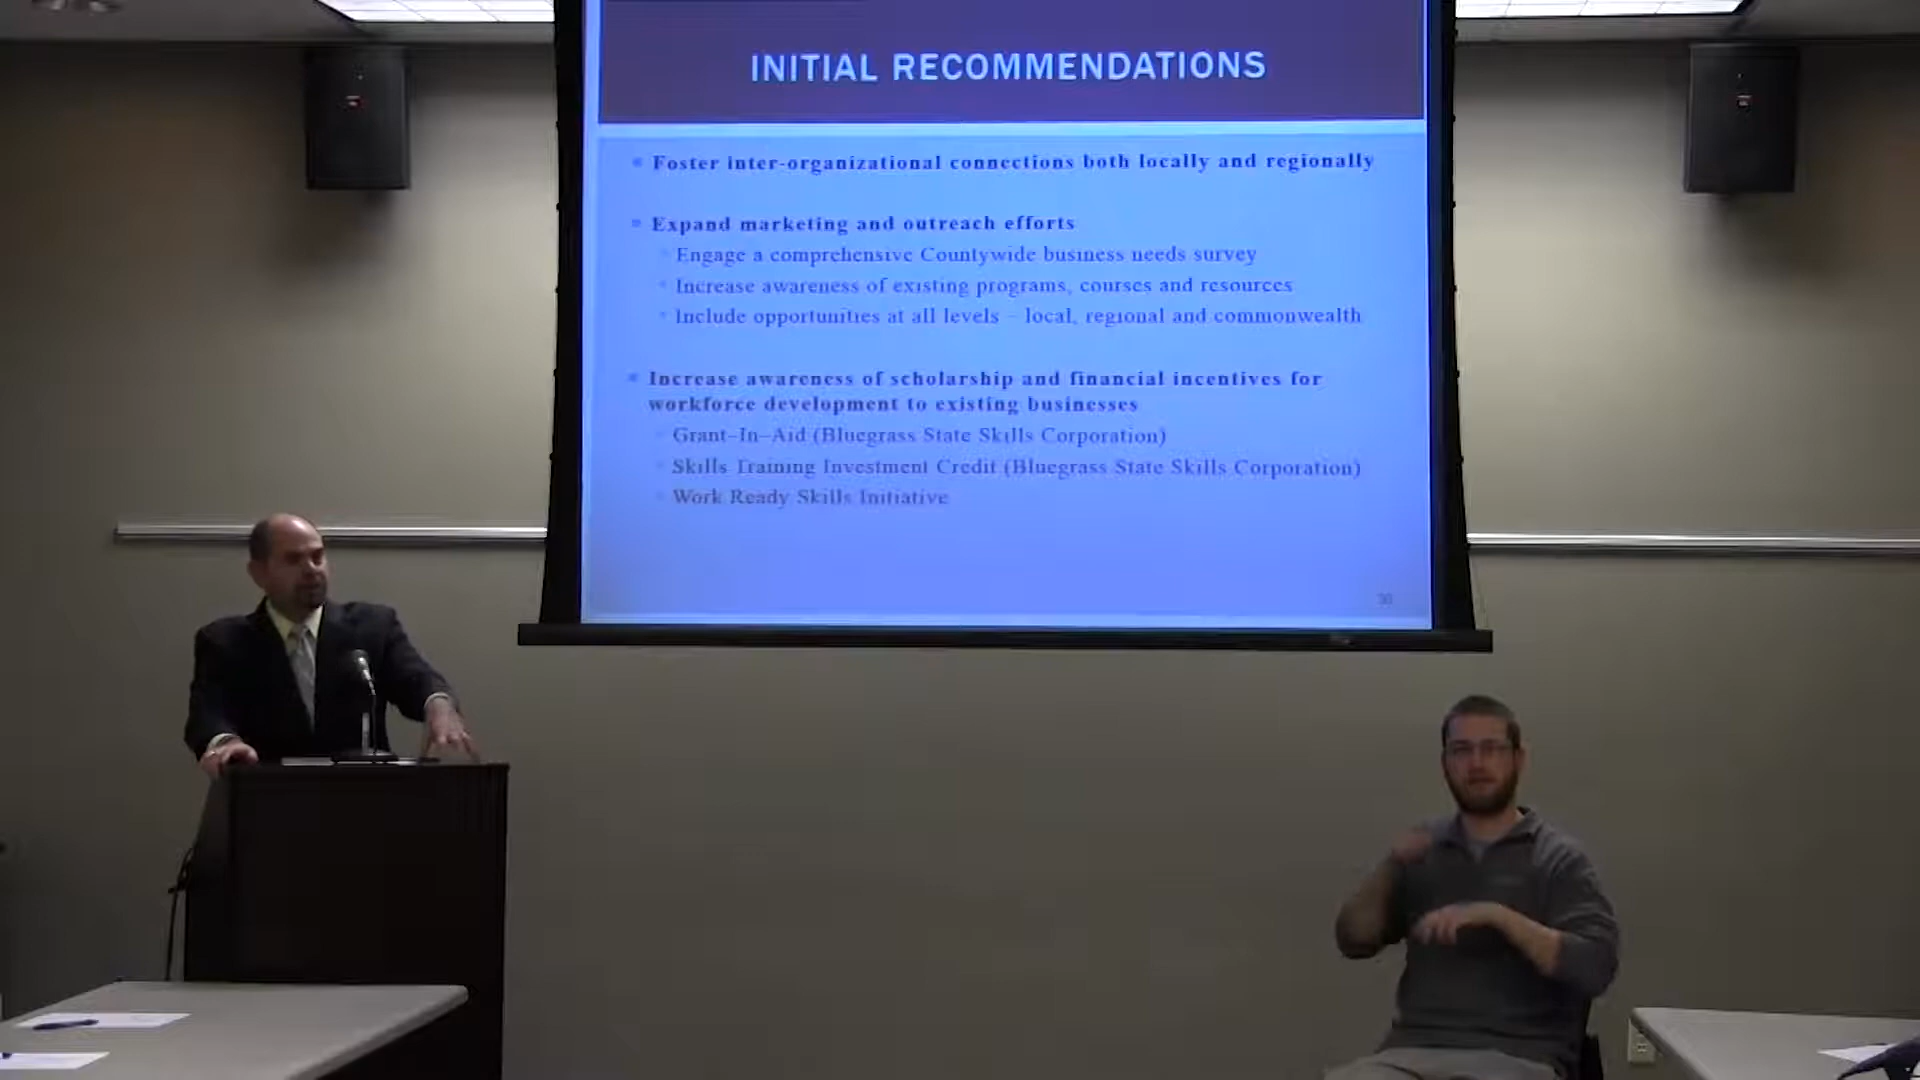 INITIAL RECOMMENDATIONS
Foster inter-organizational connections both locally and regionally
Expand marketing and outreach efforts
Engage a comprehensive Countywide business needs survey
Increase awareness of existing programs, courses and resources
Include opportunities at all levels – local, regional and commonwealth
Increase awareness of scholarship and financial incentives for
workforce development to existing businesses
Grant–In–Aid (Bluegrass State Skills Corporation)
Skills Training Investment Credit (Bluegrass State Skills Corporation)
Work Ready Skills Initiative